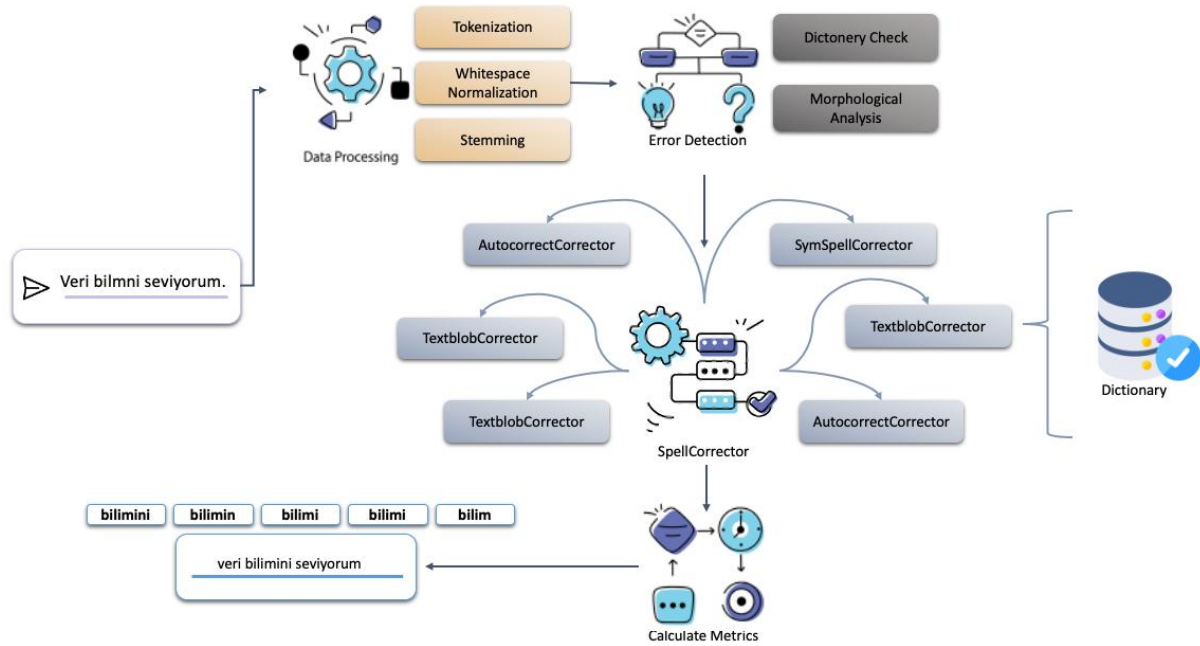 Tokenization
Whitespace
Normalization
Stemming
Data Processing
Dictonery Check
Morphological
Analysis
Error Detection
Veri bilmni seviyorum.
AutocorrectCorrector
SymSpellCorrector
TextblobCorrector
TextblobCorrector
TextblobCorrector
AutocorrectCorrector
SpellCorrector
Dictionary
bilimini
bilimin
bilimi
bilimi
bilim
veri bilimini seviyorum
Calculate Metrics